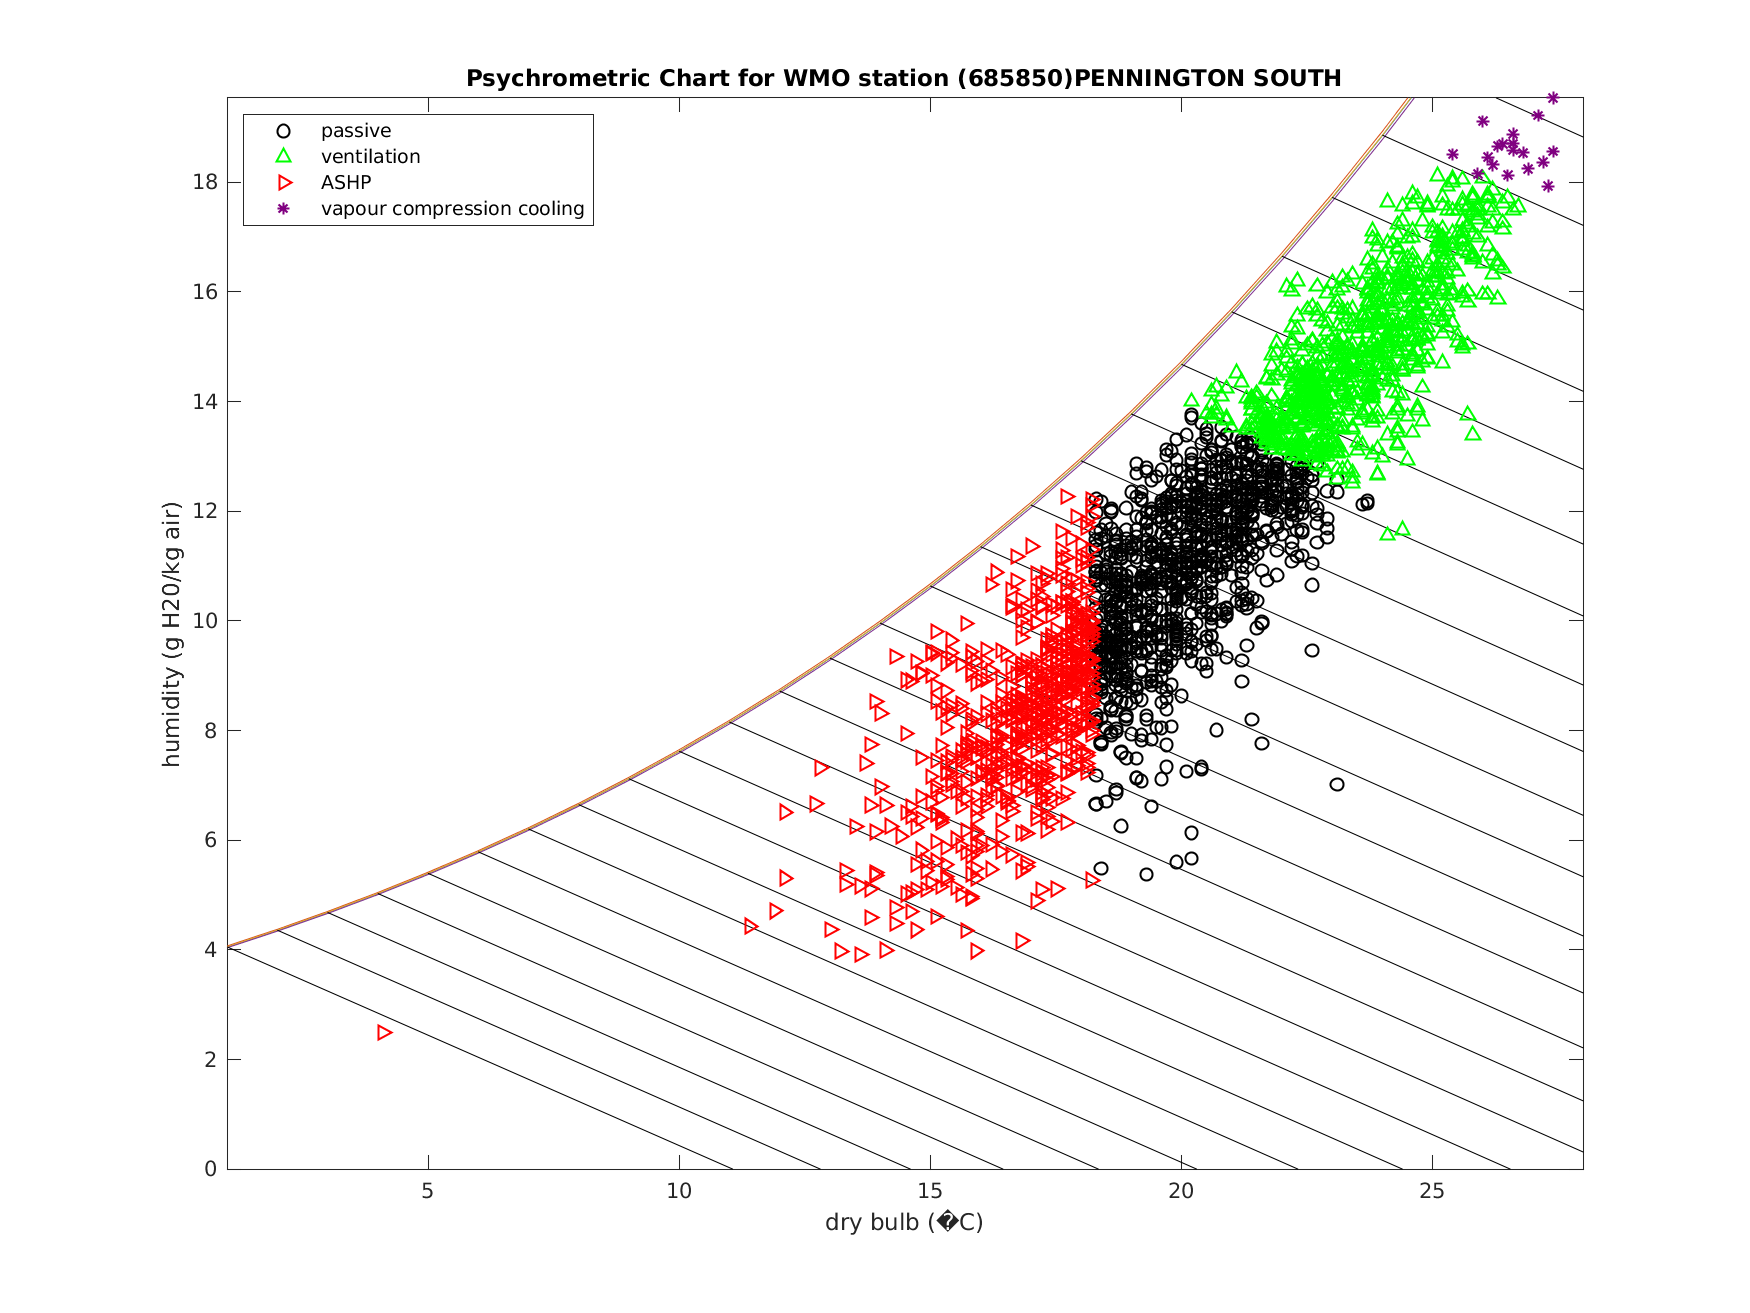 Psychrometric Chart for WMO station (685850)PENNINGTON SOUTH
passive
ventilation
ASHP
vapour compression cooling
humidity (g H20/kg air)
18
16
14
12
10
8
6
4
2
0
5
10
15
20
25
dry bulb (�C)